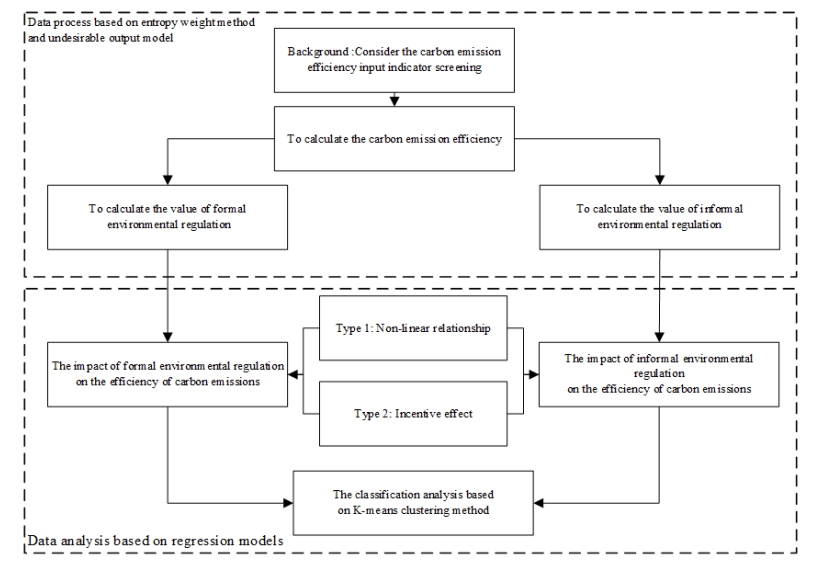 Data process based on entropy weight method
and undesirable output model
Background :Consider the carbon emission
efficiency input indicator screening
To calculate the carbon emission efficiency
To calculate the value of formal
environmental regulation
To calculate the value of informal
environmental regulation
Type 1: Non-linear relationship
The impact of formal environmental regulation
on the efficiency of carbon emissions
The impact of informal environmental
regulation
on the efficiency of carbon emissions
Type 2: Incentive effect
The classification analysis based
on K-means clustering method
Data analysis based on regression models